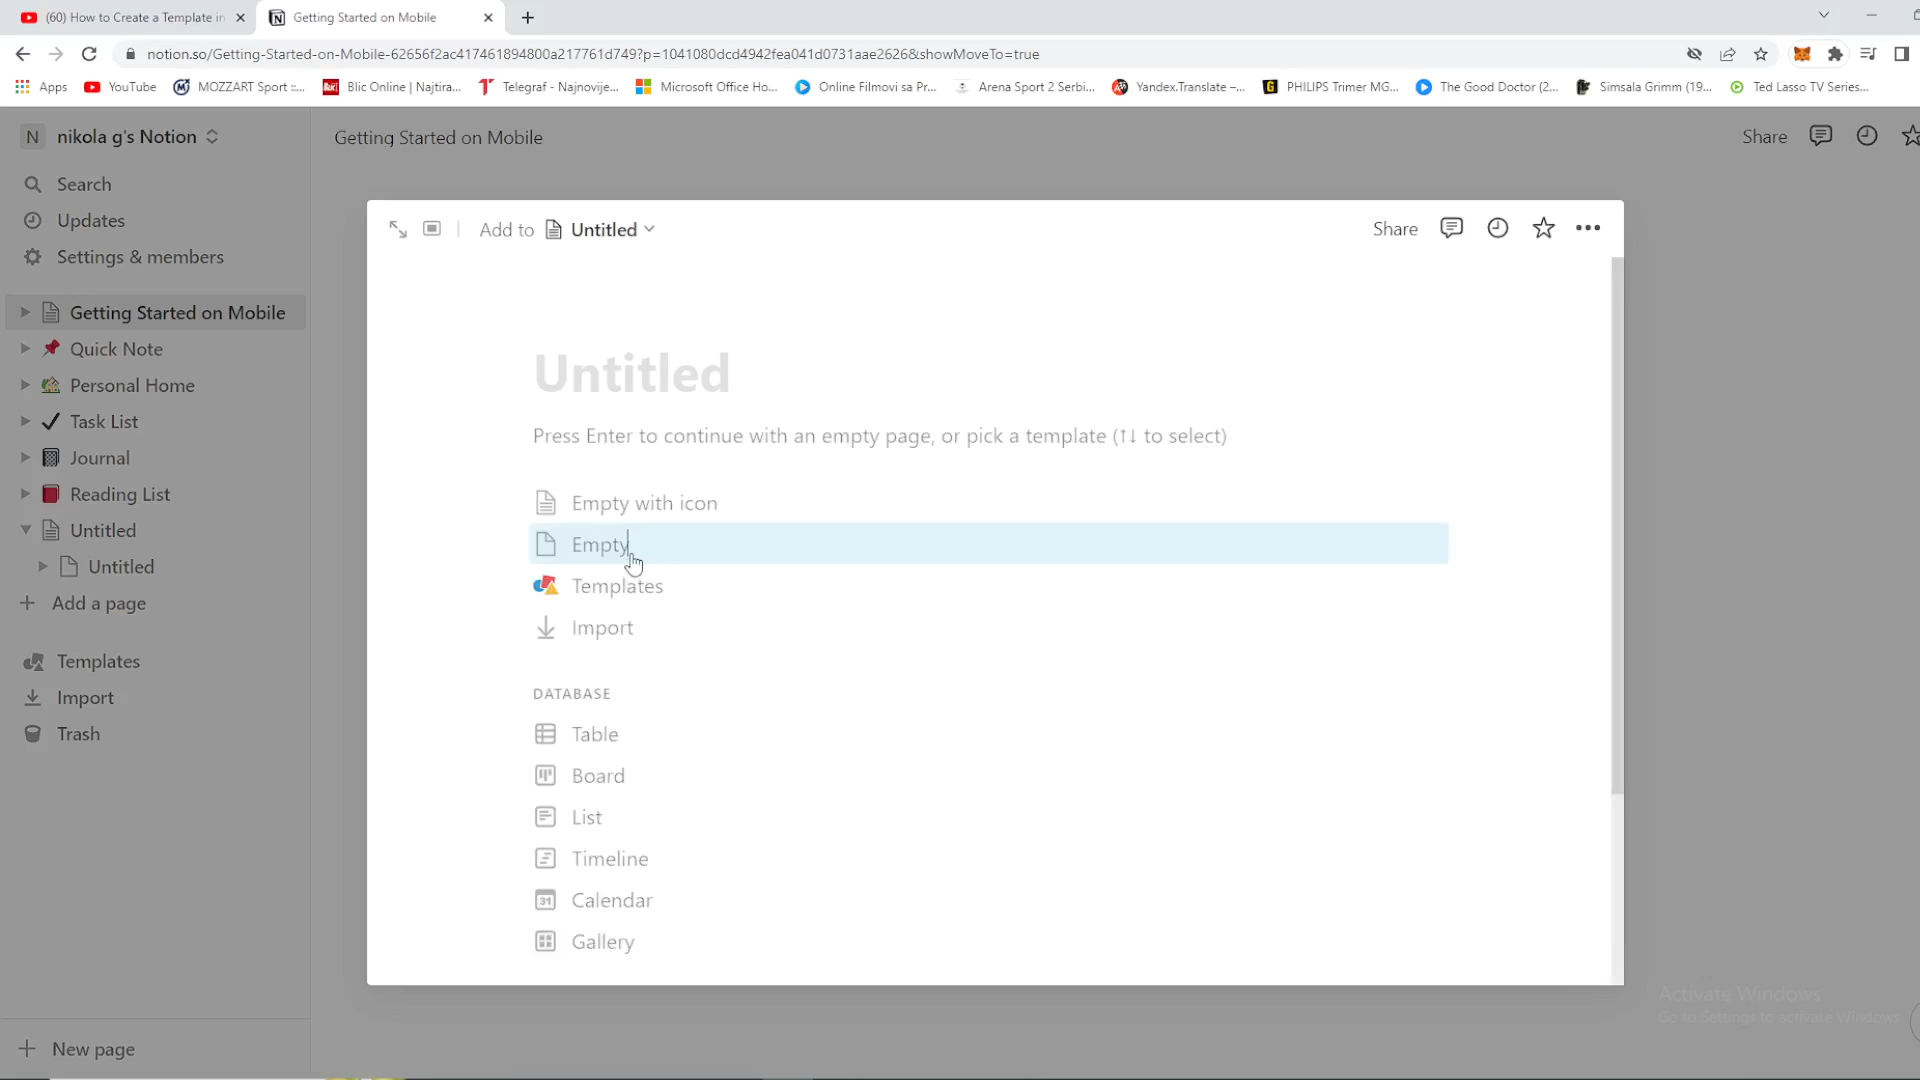 (60) How to Create a Template in
Getting Started on Mobile
notion.so/Getting-Started-on-Mobile-62656f2ac417461894800a217761d749?p=1041080dcd4942fea041d0731aae2626&showMoveTo=true
Apps YouTube MOZZART Sport ::... Blic Online | Najtira... Telegraf - Najnovije... Microsoft Office Ho... Online Filmovi sa Pr... Arena Sport 2 Serbi... Yandex.Translate –... PHILIPS Trimer MG... The Good Doctor (2... Simsala Grimm (19... Ted Lasso TV Series...
N nikola g's Notion
Getting Started on Mobile
Share
Search
Updates
Settings & members
Getting Started on Mobile
Quick Note
Personal Home
Task List
Journal
Reading List
Untitled
Untitled
Add a page
Templates
Import
Trash
New page
Add to Untitled
Share
Untitled
Press Enter to continue with an empty page, or pick a template (↑↓ to select)
Empty with icon
Empty
Templates
Import
DATABASE
Table
Board
List
Timeline
Calendar
Gallery
Activate Windows
Go to Settings to activate Windows.